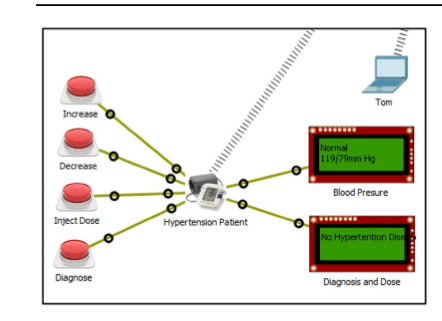 Increase
Decrease
Inject Dose
Diagnose
Hypertension Patient
Tom
Normal
119/79mm Hg
Blood Presure
No Hypertention Dise
Diagnosis and Dose